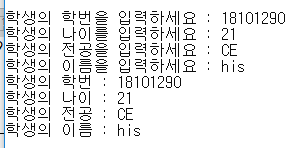 학생의 학번을 입력하세요 : 18101290
학생의 나이를 입력하세요 : 21
학생의 전공을 입력하세요 : CE
학생의 이름을 입력하세요 : his
학생의 학번 : 18101290
학생의 나이 : 21
학생의 전공 : CE
학생의 이름 : his